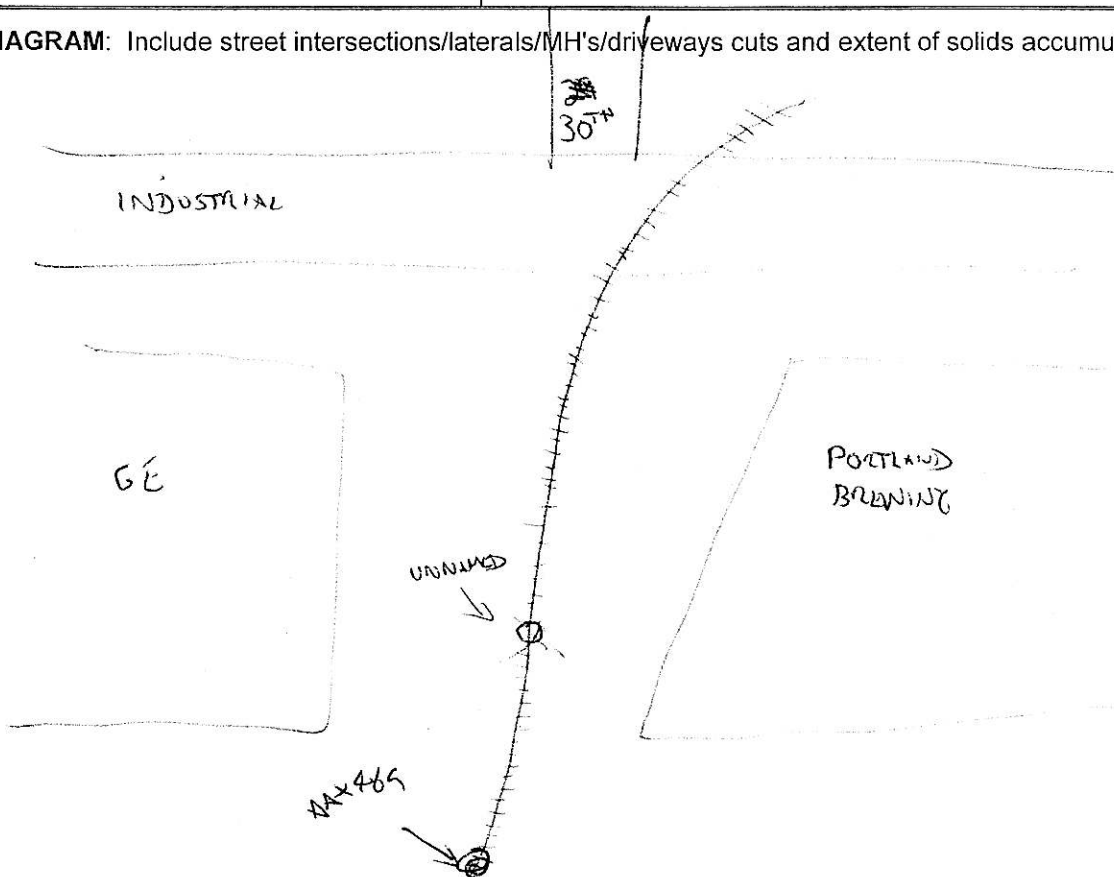 IAGRAM: Include street intersections/laterals/MH's/driveways cuts and extent of solids accumu
30TH
INDUSTRIAL
GE
PORTLAND
BREWING
UNNAMED
AAX469